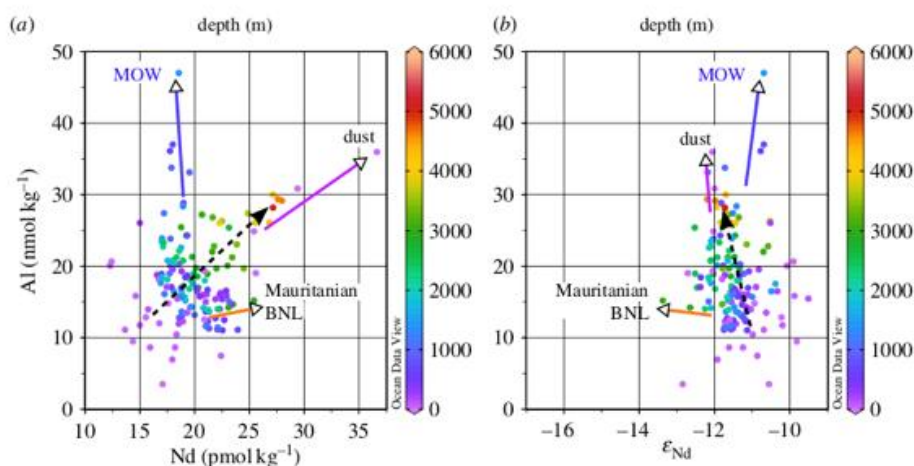 (a) depth (m)
50
40
30
20
10
0
Al (nmol kg⁻¹)
MOW
dust
Mauritanian
BNL
10 15 20 25 30 35
Nd (pmol kg⁻¹)
6000
5000
4000
3000
2000
1000
0
Ocean Data View
(b) depth (m)
50
40
30
20
10
0
MOW
dust
Mauritanian
BNL
−16 −14 −12 −10
εNd
6000
5000
4000
3000
2000
1000
0
Ocean Data View